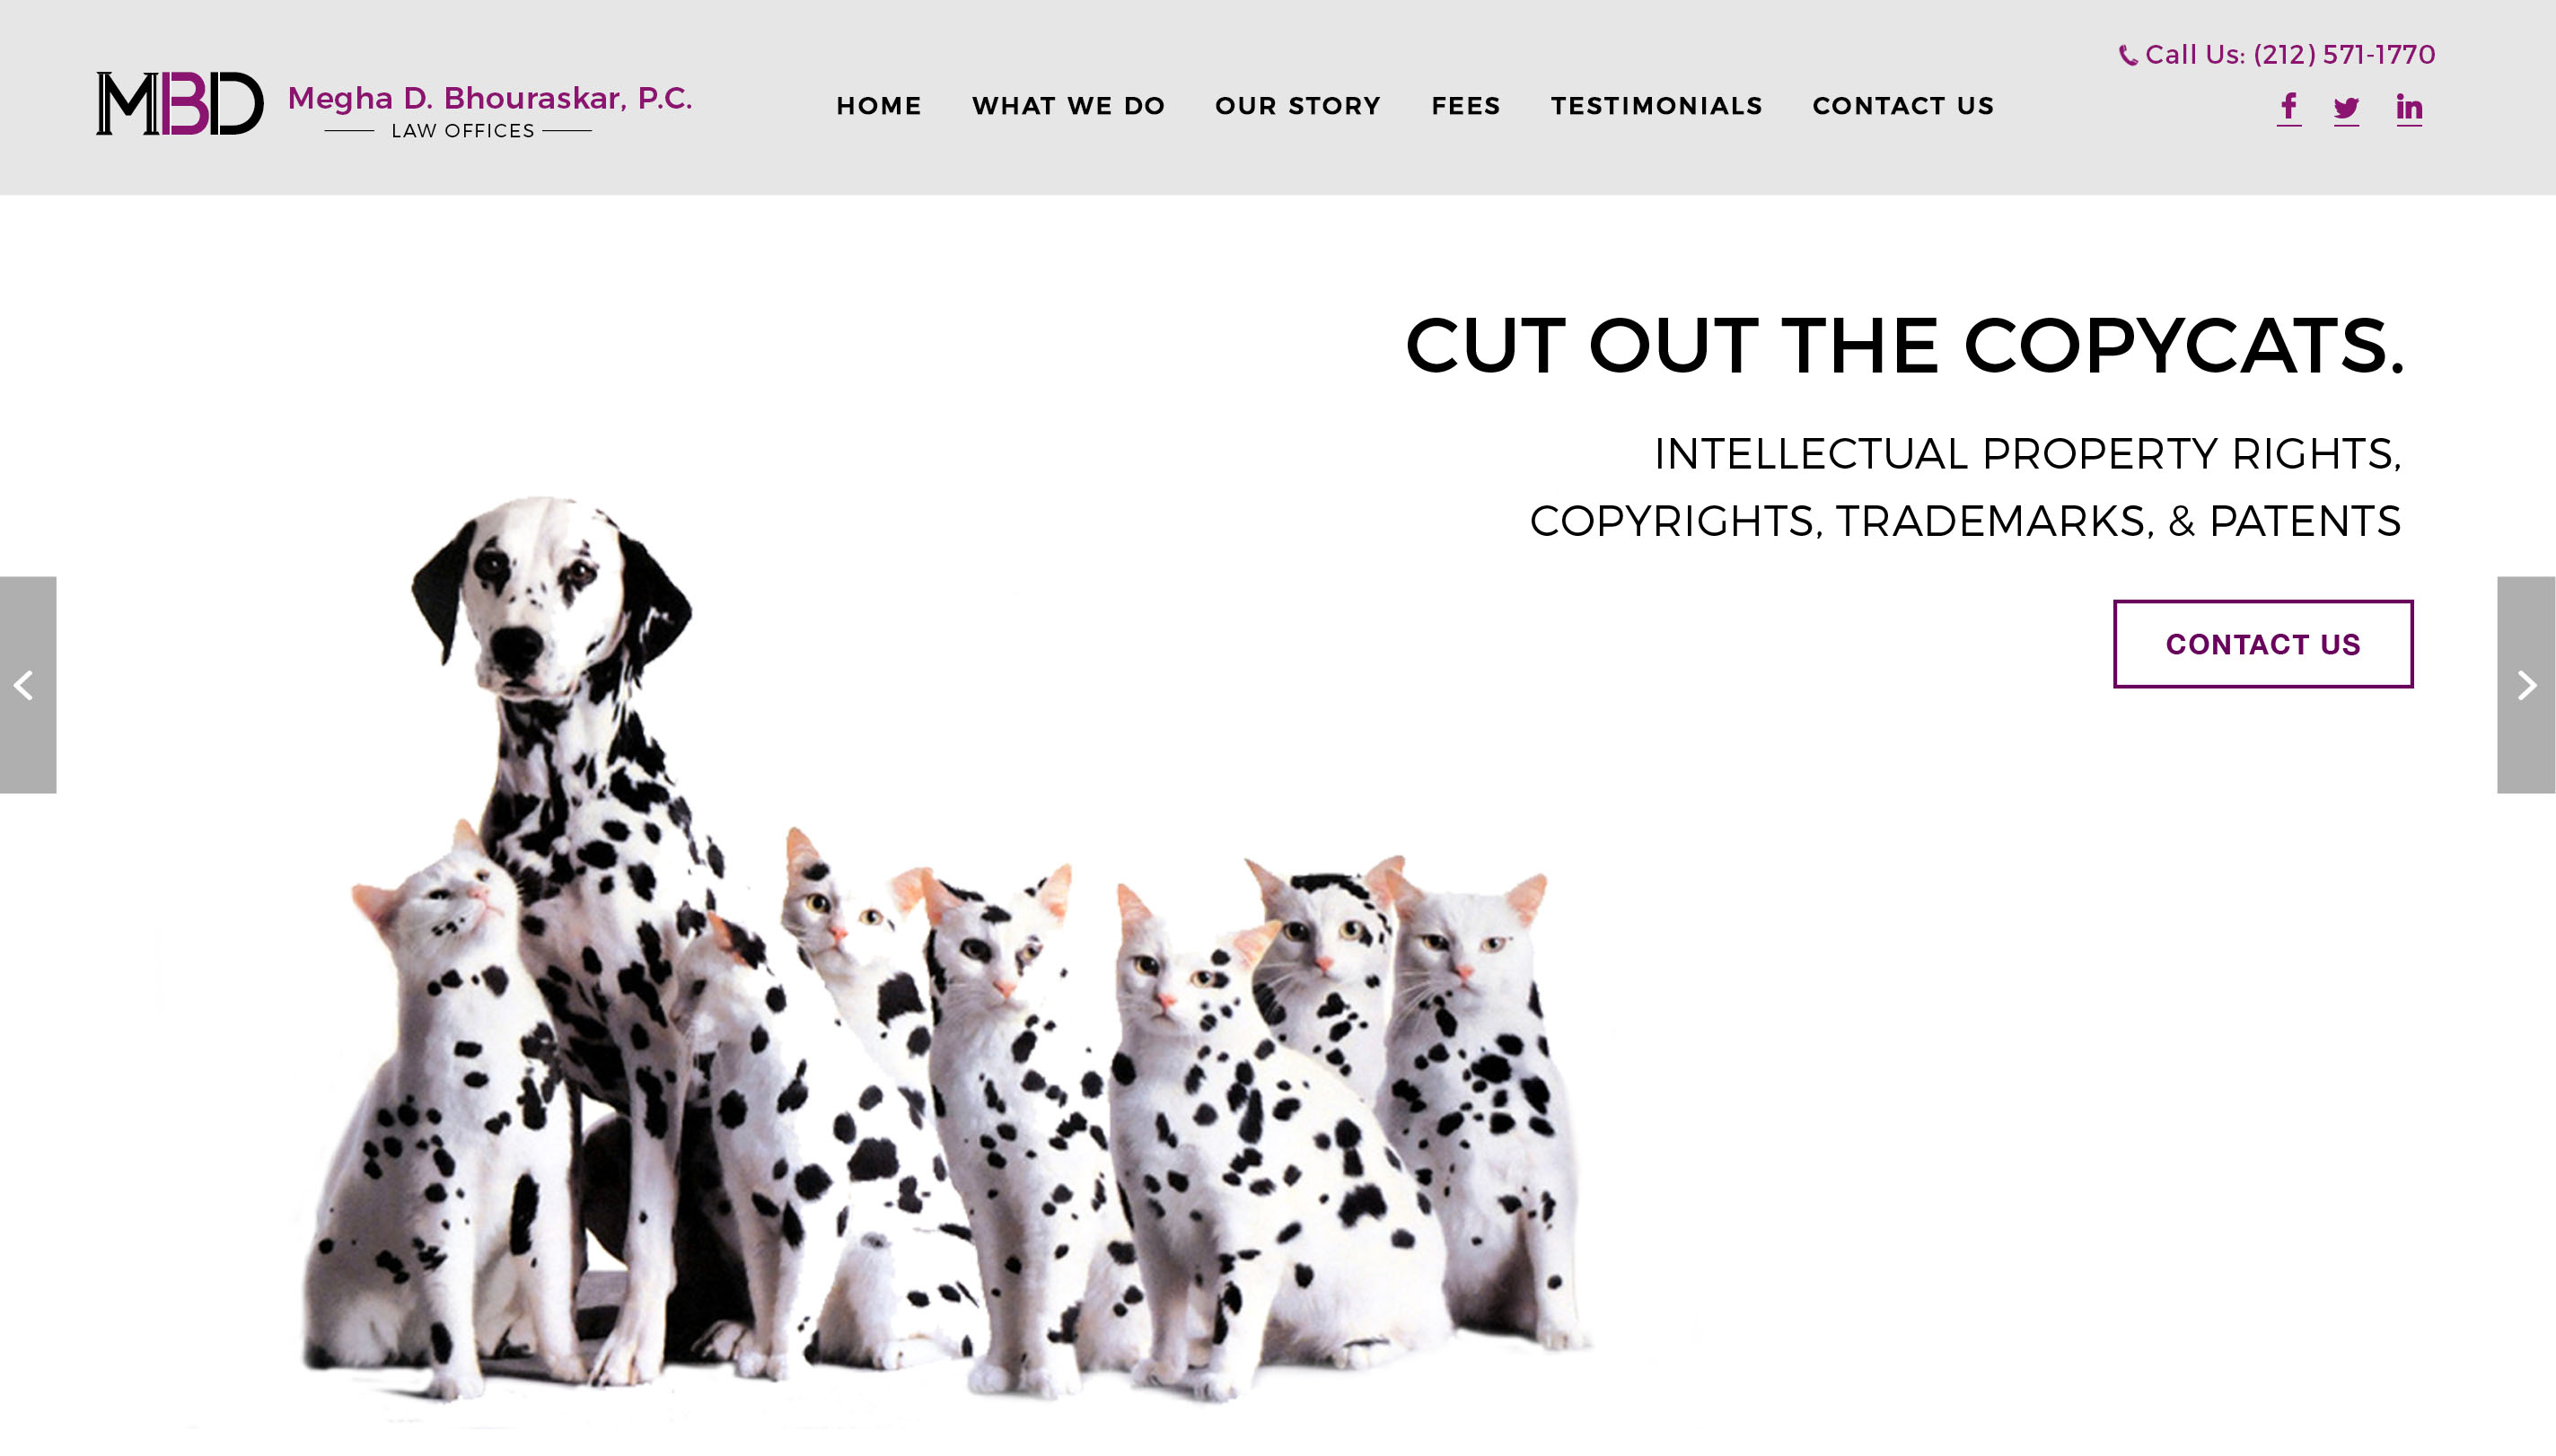 MBD
Megha D. Bhouraskar, P.C.
LAW OFFICES
HOME WHAT WE DO OUR STORY FEES TESTIMONIALS CONTACT US
Call Us: (212) 571-1770
CUT OUT THE COPYCATS.
INTELLECTUAL PROPERTY RIGHTS,
COPYRIGHTS, TRADEMARKS, & PATENTS
CONTACT US